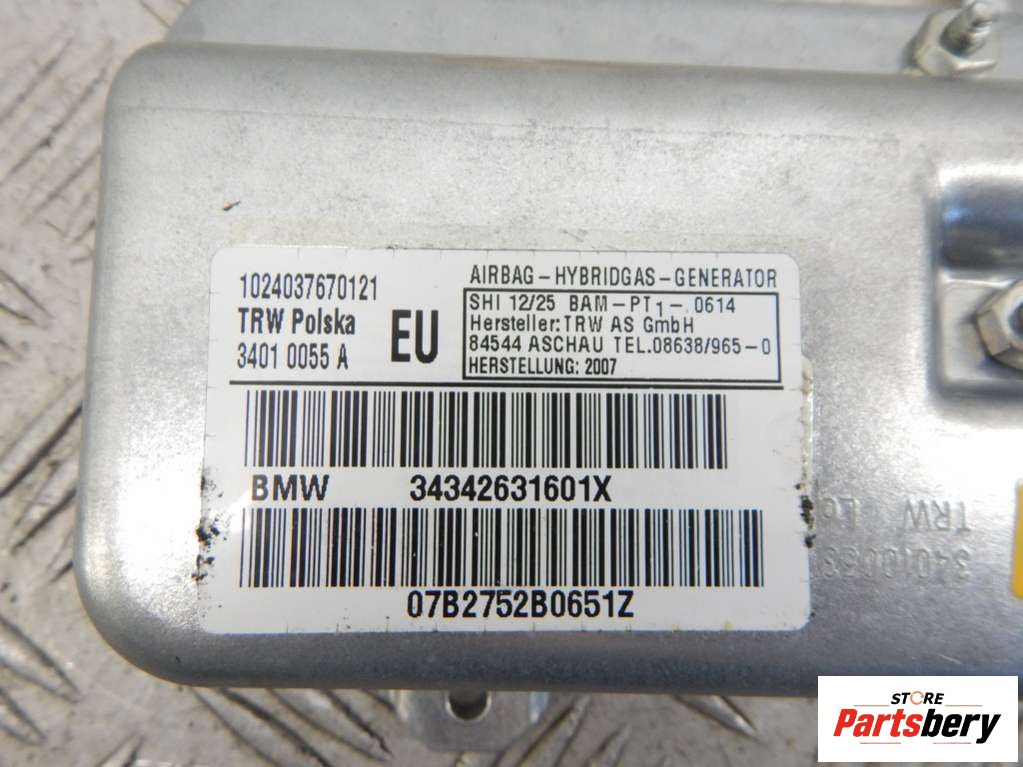 1024037670121
TRW Polska
3401 0055 A
EU
AIRBAG-HYBRIDGAS-GENERATOR
SHI 12/25 BAM-PT1-.0614
Hersteller:TRW AS GmbH
84544 ASCHAU TEL.08638/965-0
HERSTELLUNG: 2007
BMW 34342631601X
07B2752B0651Z
TRW
STORE
Partsbery